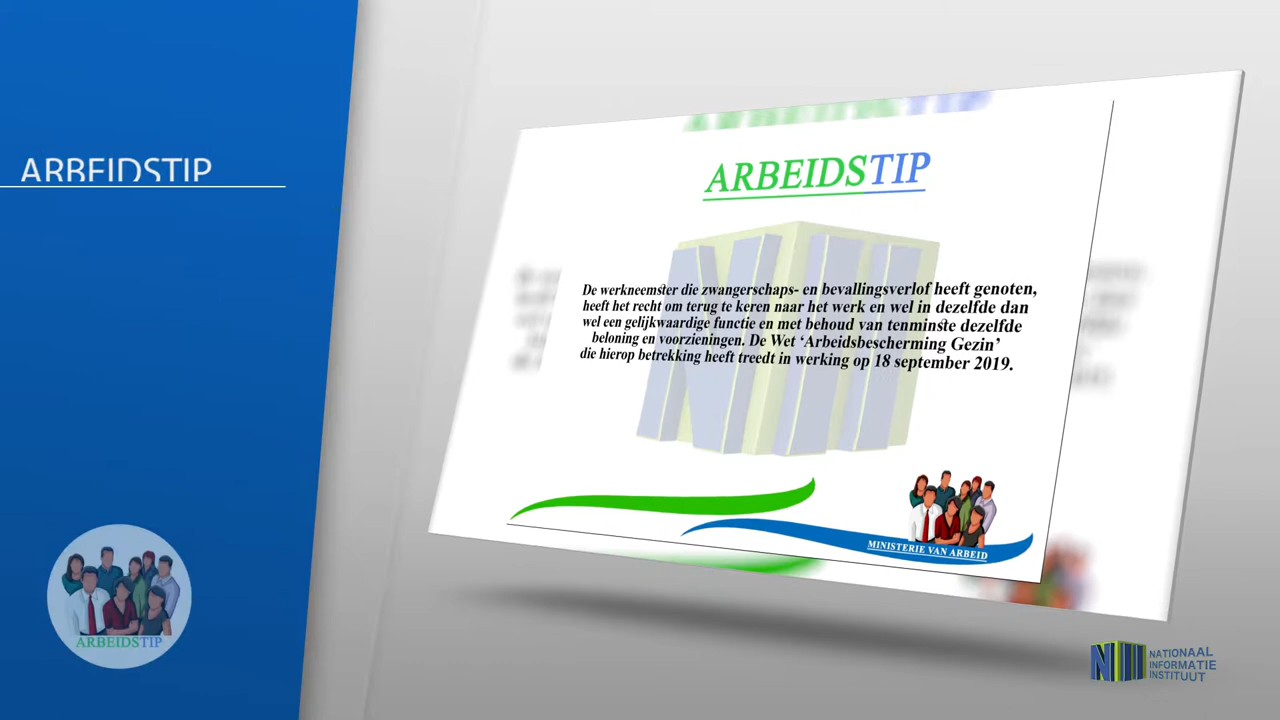 ARBEIDSTIP
ARBEIDSTIP
De werkneemster die zwangerschaps- en bevallingsverlof heeft genoten,
heeft het recht om terug te keren naar het werk en wel in dezelfde dan
wel een gelijkwaardige functie en met behoud van tenminste dezelfde
beloning en voorzieningen. De Wet ‘Arbeidsbescherming Gezin’
die hierop betrekking heeft treedt in werking op 18 september 2019.
MINISTERIE VAN ARBEID
ARBEIDSTIP
NII NATIONAAL
INFORMATIE
INSTITUUT